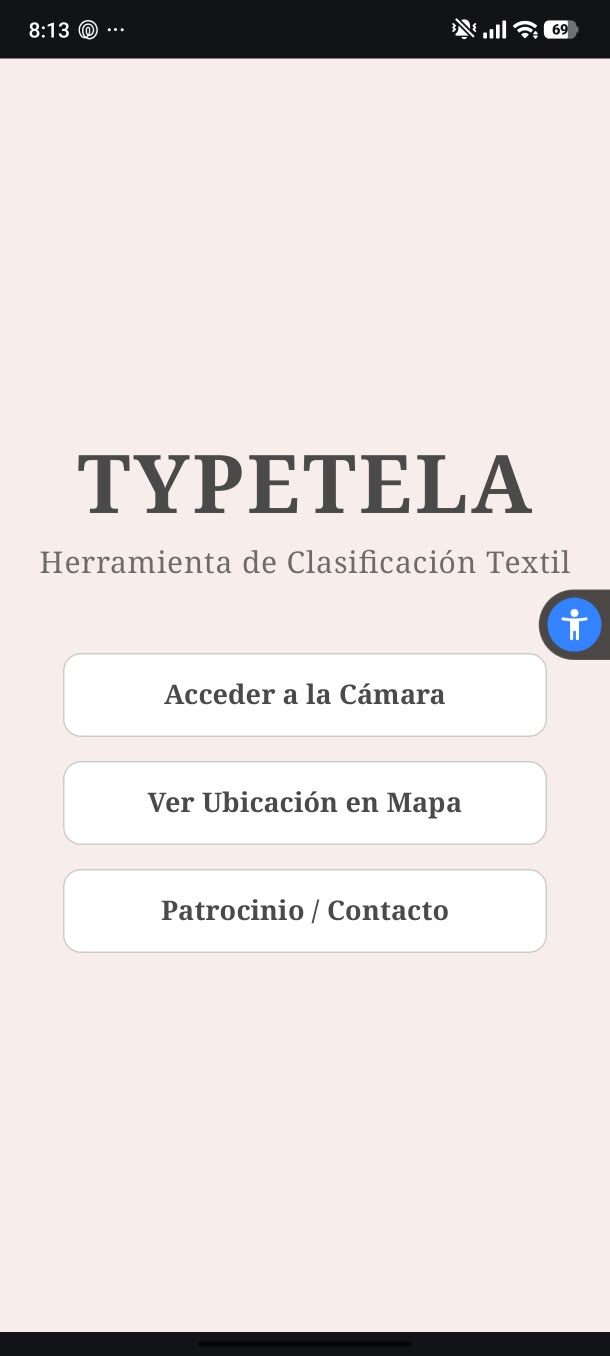 8:13
69
TYPETELA
Herramienta de Clasificación Textil
Acceder a la Cámara
Ver Ubicación en Mapa
Patrocinio / Contacto